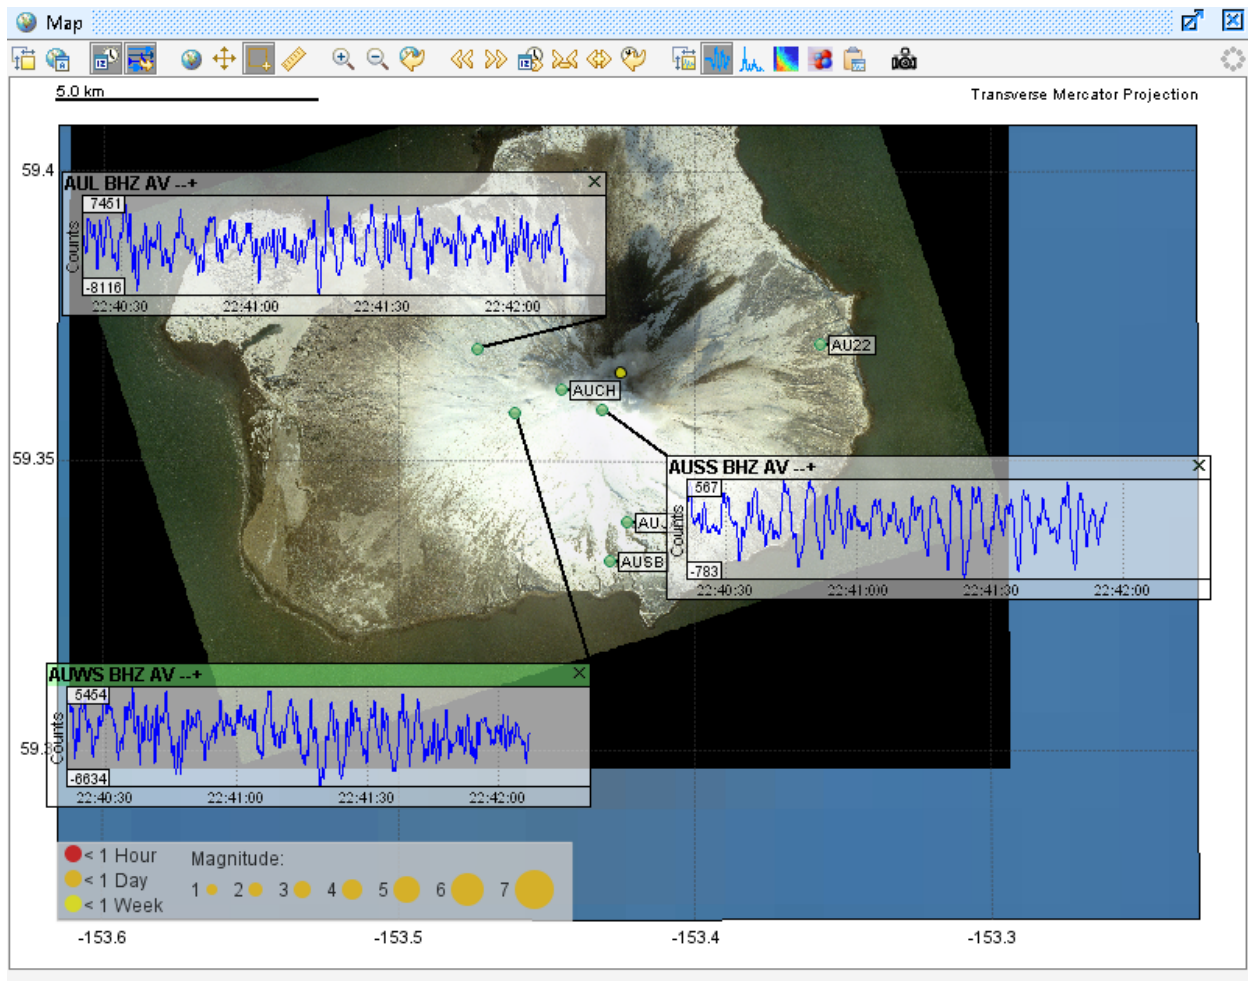 Map
5.0 km
Transverse Mercator Projection
59.4
AUL BHZ AV --+
7451
Counts
-8116
22:40:30 22:41:00 22:41:30 22:42:00
AU22
AUCH
59.35
AUSS BHZ AV --+
567
Counts
-783
22:40:30 22:41:00 22:41:30 22:42:00
AUJ
AUSB
AUWS BHZ AV --+
5454
59.3
Counts
-6634
22:40:30 22:41:00 22:41:30 22:42:00
< 1 Hour
< 1 Day
< 1 Week
Magnitude:
1 2 3 4 5 6 7
-153.6 -153.5 -153.4 -153.3